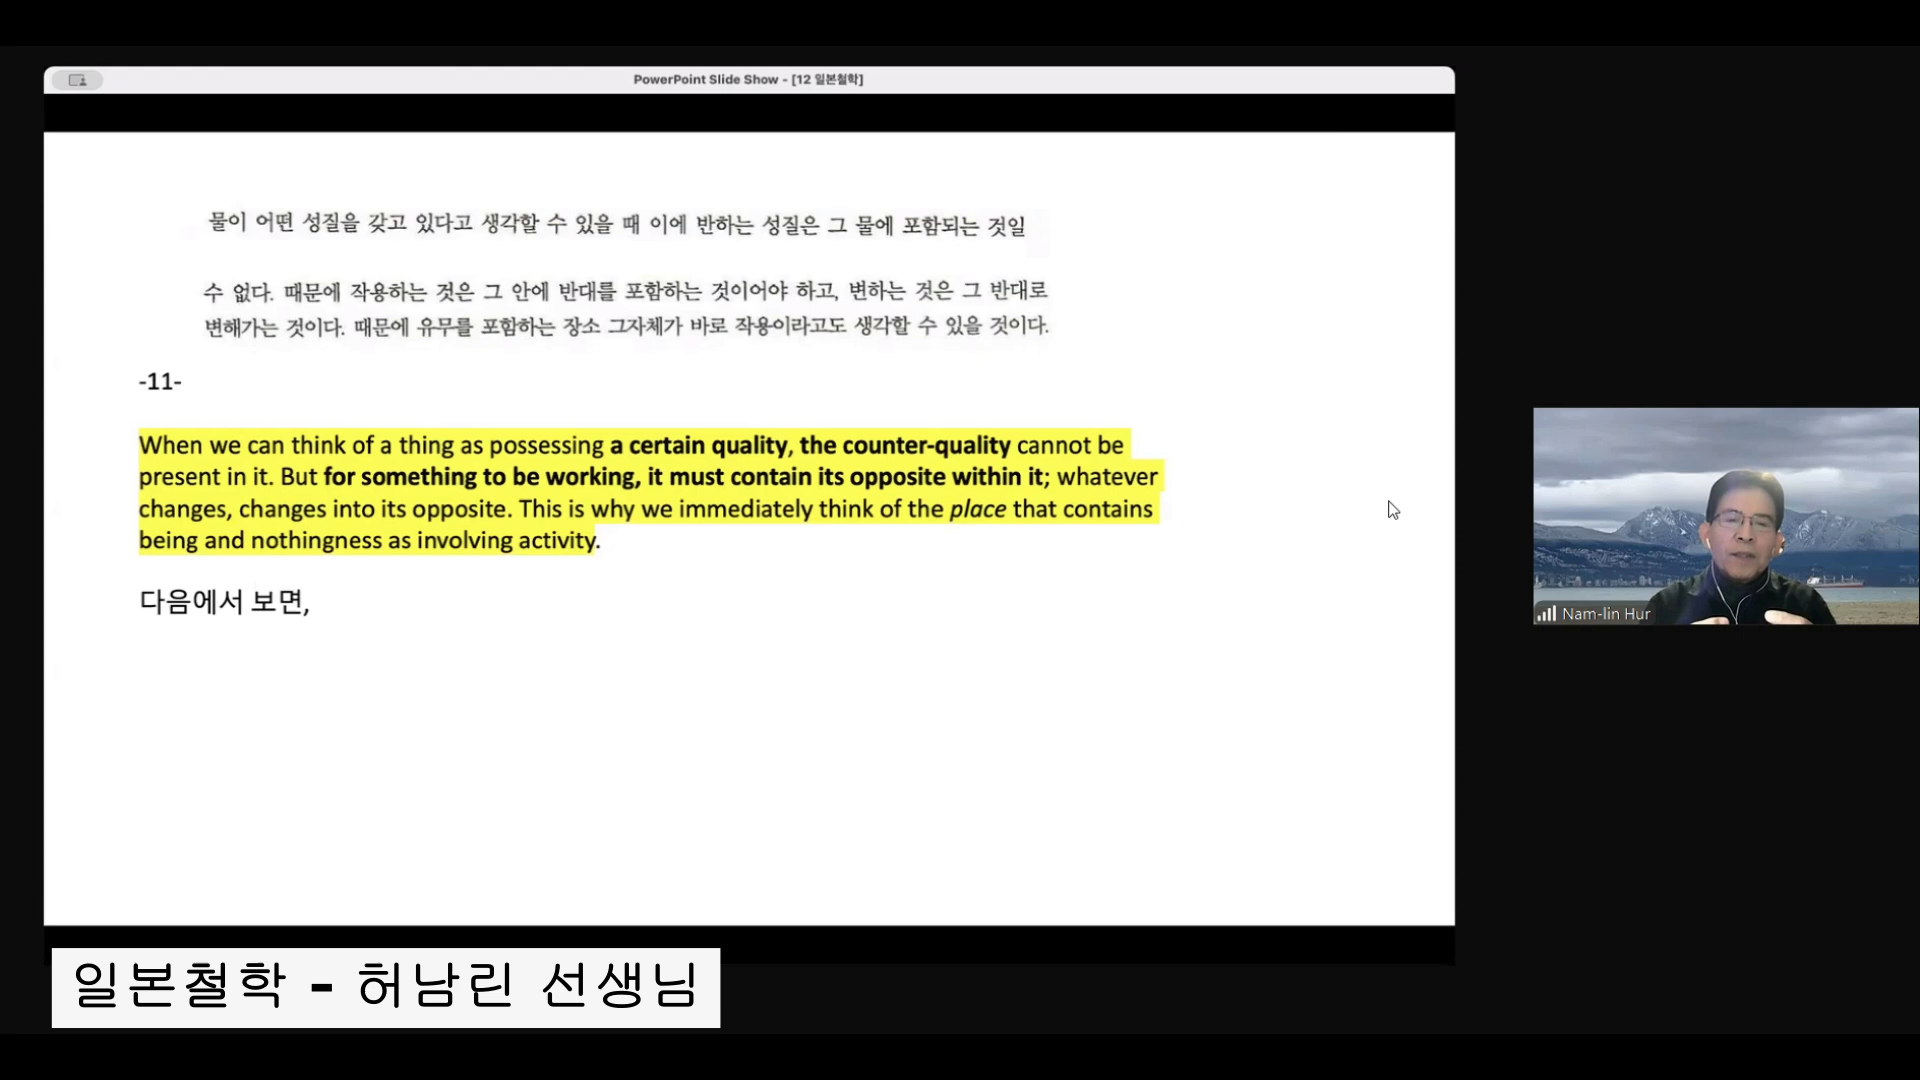 PowerPoint Slide Show - [12 일본철학]
물이 어떤 성질을 갖고 있다고 생각할 수 있을 때 이에 반하는 성질은 그 물에 포함되는 것일
수 없다. 때문에 작용하는 것은 그 안에 반대를 포함하는 것이어야 하고, 변하는 것은 그 반대로
변해가는 것이다. 때문에 유무를 포함하는 장소 그자체가 바로 작용이라고도 생각할 수 있을 것이다.
-11-
When we can think of a thing as possessing a certain quality, the counter-quality cannot be
present in it. But for something to be working, it must contain its opposite within it; whatever
changes, changes into its opposite. This is why we immediately think of the place that contains
being and nothingness as involving activity.
다음에서 보면,
Nam-lin Hur
일본철학 - 허남린 선생님